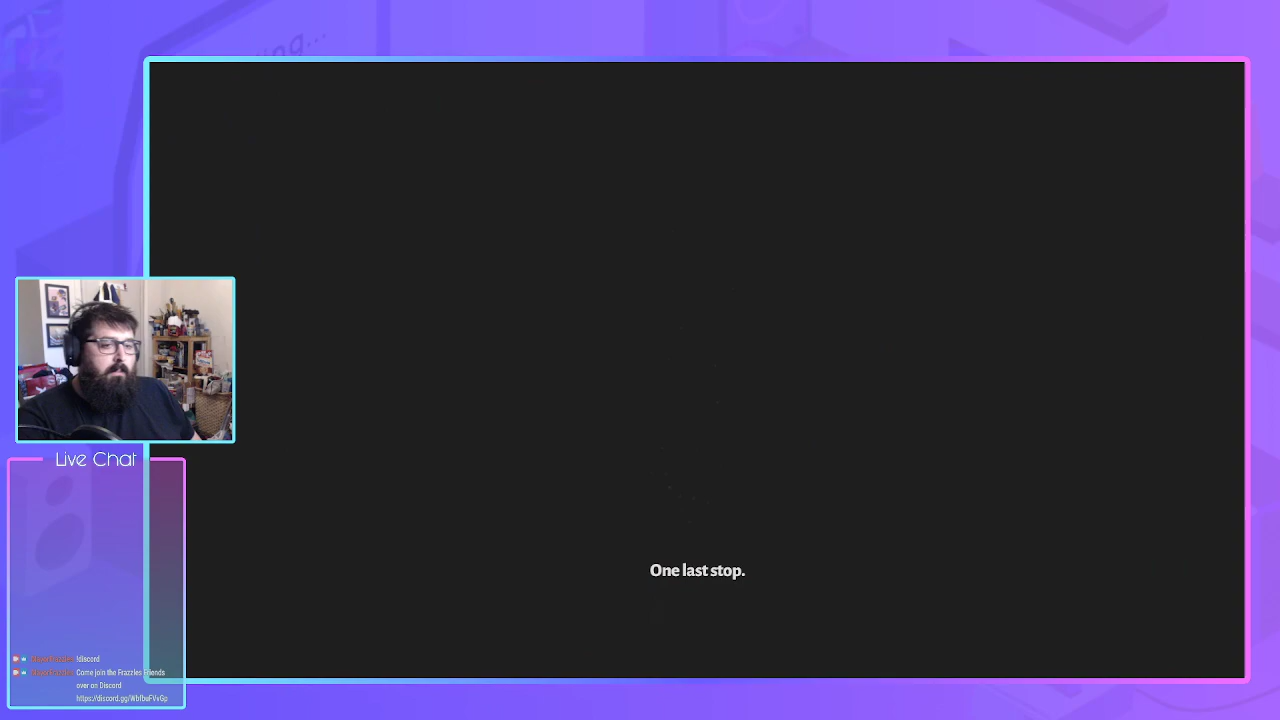 One last stop.
Live Chat
!discord
Come join the Frazzles Friends
over on Discord